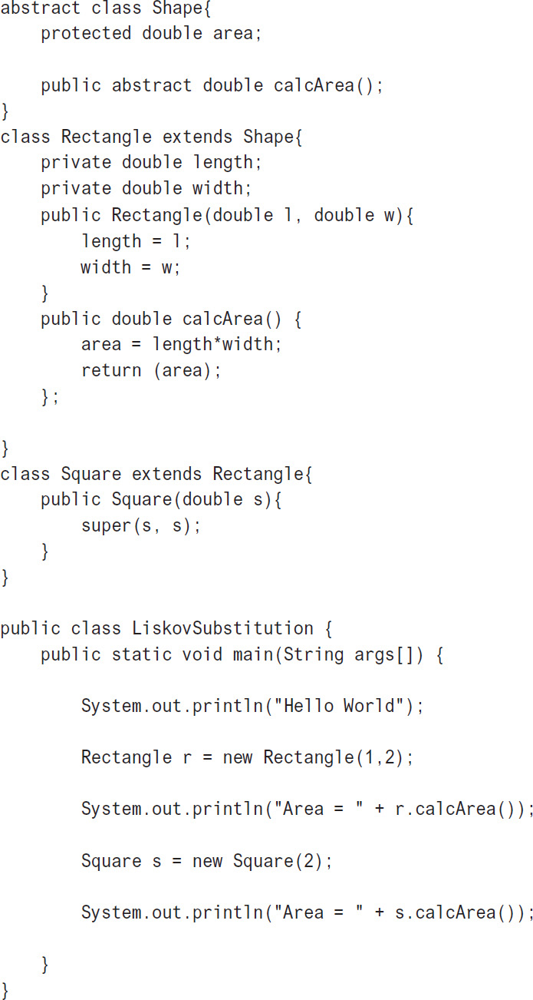 abstract class Shape{
    protected double area;

    public abstract double calcArea();
}
class Rectangle extends Shape{
    private double length;
    private double width;
    public Rectangle(double l, double w){
        length = l;
        width = w;
    }
    public double calcArea() {
        area = length*width;
        return (area);
    };

}
class Square extends Rectangle{
    public Square(double s){
        super(s, s);
    }
}

public class LiskovSubstitution {
    public static void main(String args[]) {

        System.out.println("Hello World");

        Rectangle r = new Rectangle(1,2);

        System.out.println("Area = " + r.calcArea());

        Square s = new Square(2);

        System.out.println("Area = " + s.calcArea());

    }
}